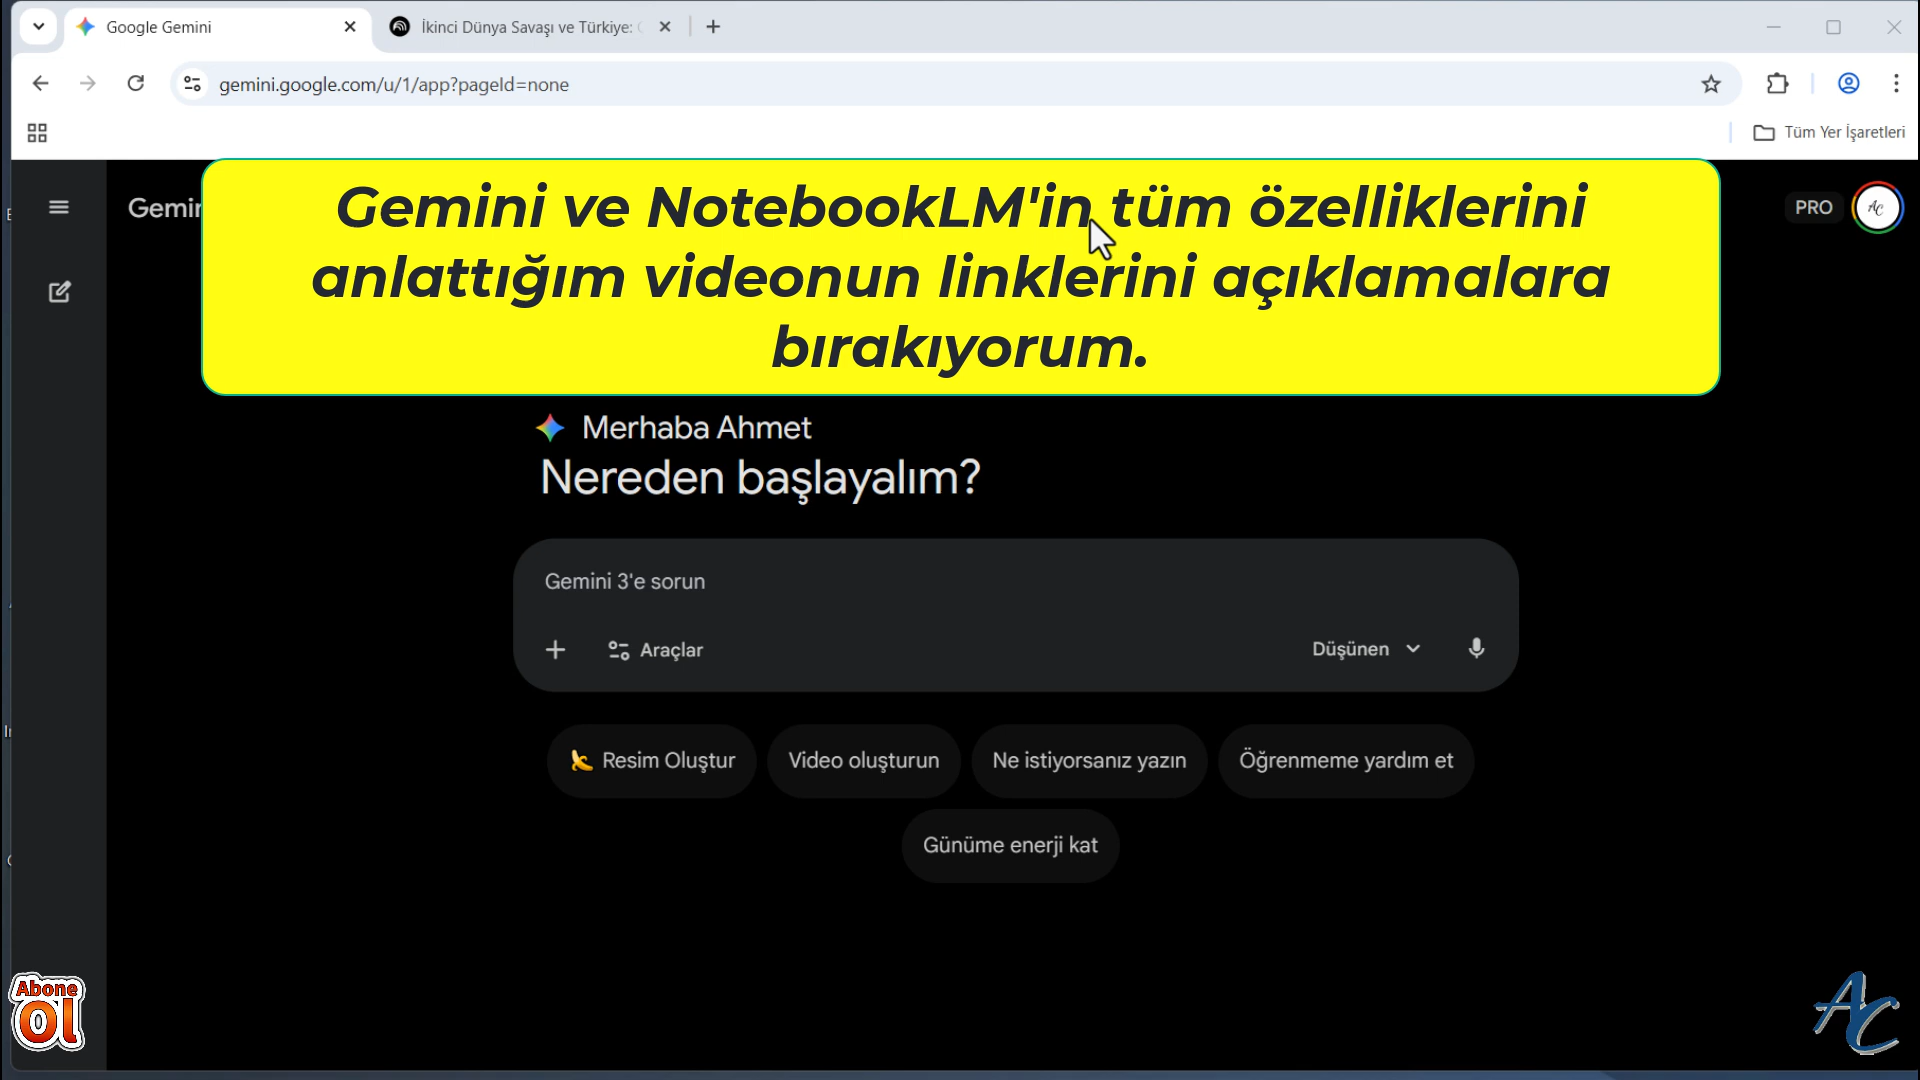 Google Gemini
İkinci Dünya Savaşı ve Türkiye:
gemini.google.com/u/1/app?pageId=none
Tüm Yer İşaretleri
Gemini ve NotebookLM'in tüm özelliklerini
anlattığım videonun linklerini açıklamalara
bırakıyorum.
PRO
AC
Merhaba Ahmet
Nereden başlayalım?
Gemini 3'e sorun
Araçlar
Düşünen
Resim Oluştur
Video oluşturun
Ne istiyorsanız yazın
Öğrenmeme yardım et
Günüme enerji kat
Abone
Ol
AC